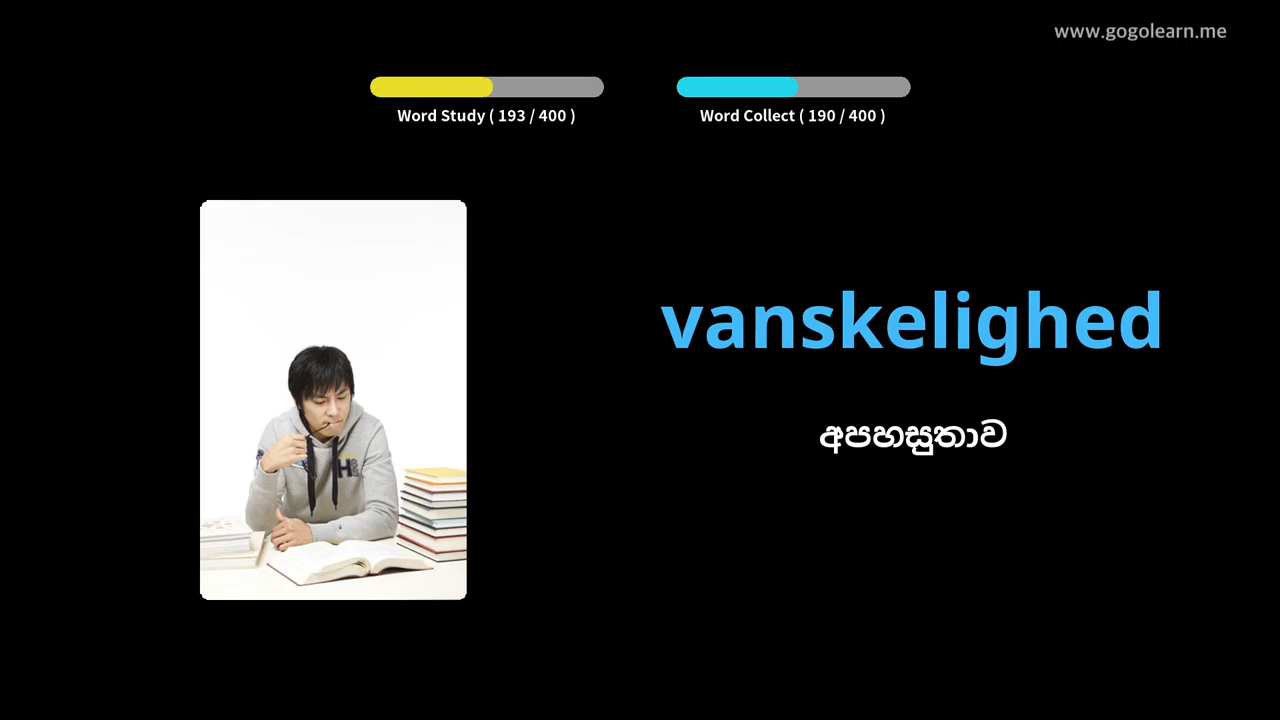 www.gogolearn.me
Word Study ( 193 / 400 )
Word Collect ( 190 / 400 )
vanskelighed
අපහසුතාව
H